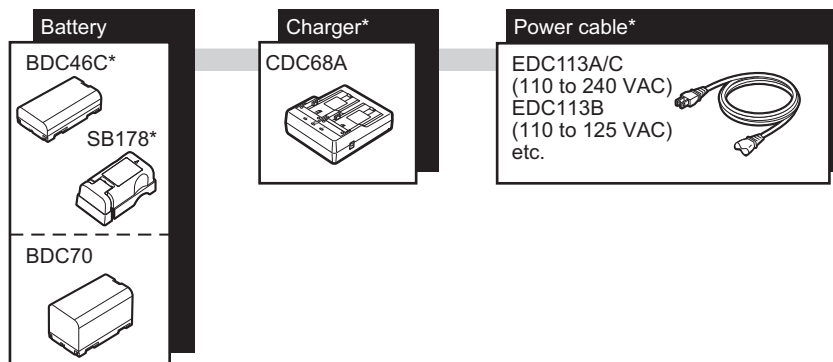 Battery
BDC46C*
SB178*
BDC70
Charger*
CDC68A
Power cable*
EDC113A/C
(110 to 240 VAC)
EDC113B
(110 to 125 VAC)
etc.